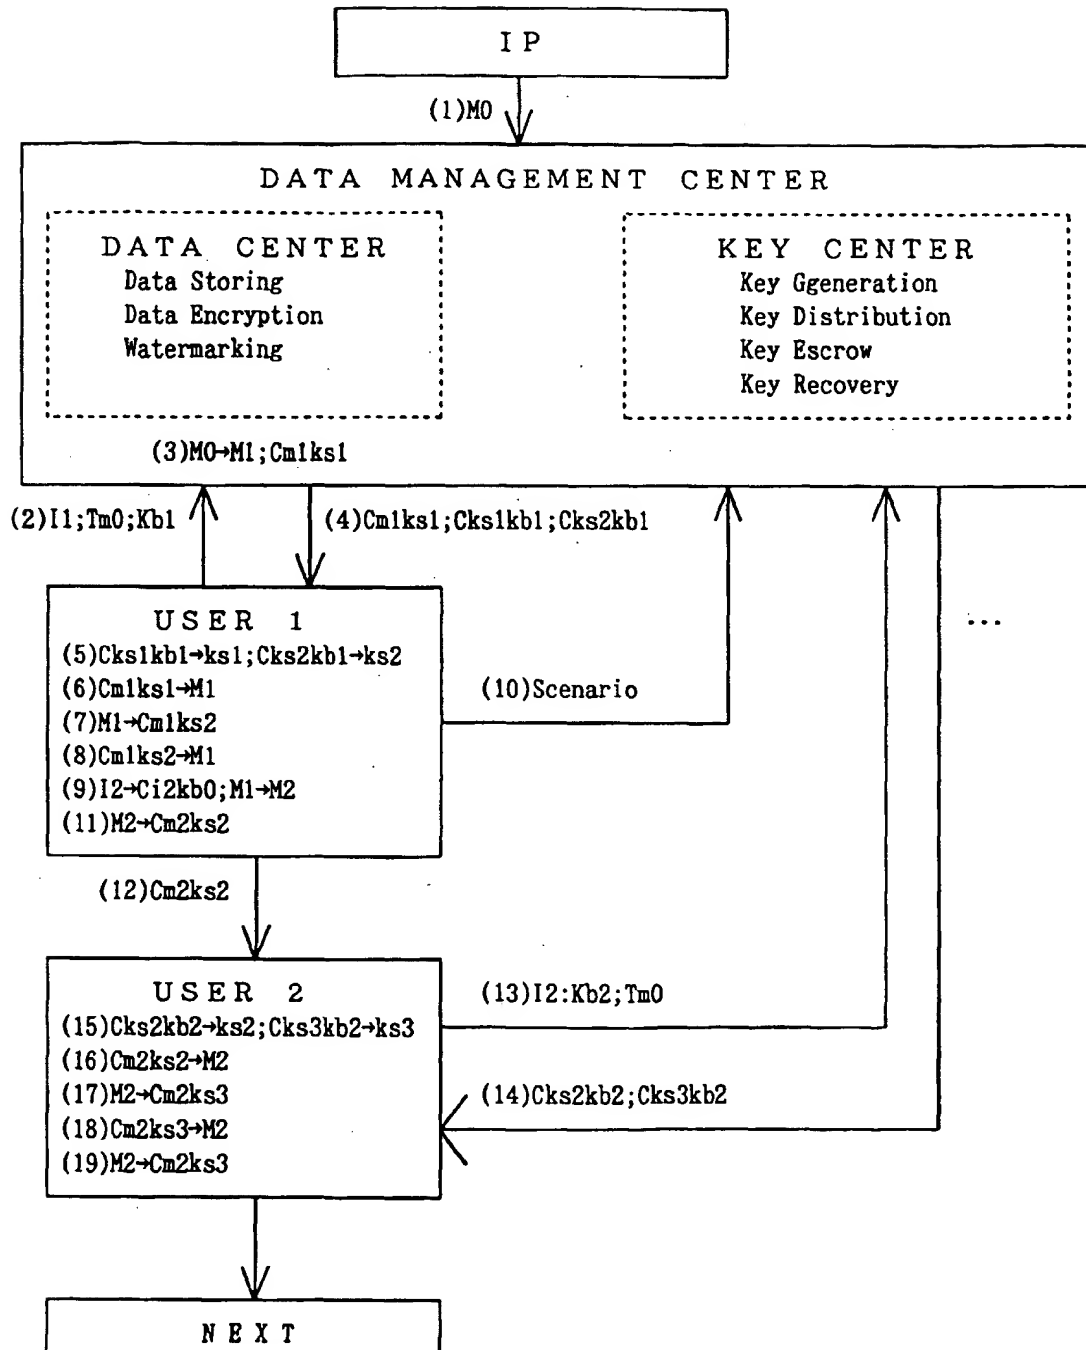 IP
(1)M0
DATA MANAGEMENT CENTER
DATA CENTER
Data Storing
Data Encryption
Watermarking
KEY CENTER
Key Ggeneration
Key Distribution
Key Escrow
Key Recovery
(3)M0→M1;Cm1ks1
(2)I1;Tm0;Kb1
(4)Cm1ks1;Cks1kb1;Cks2kb1
USER 1
(5)Cks1kb1→ks1;Cks2kb1→ks2
(6)Cm1ks1→M1
(7)M1→Cm1ks2
(8)Cm1ks2→M1
(9)I2→Ci2kb0;M1→M2
(11)M2→Cm2ks2
(10)Scenario
...
(12)Cm2ks2
USER 2
(15)Cks2kb2→ks2;Cks3kb2→ks3
(16)Cm2ks2→M2
(17)M2→Cm2ks3
(18)Cm2ks3→M2
(19)M2→Cm2ks3
(13)I2:Kb2;Tm0
(14)Cks2kb2;Cks3kb2
NEXT